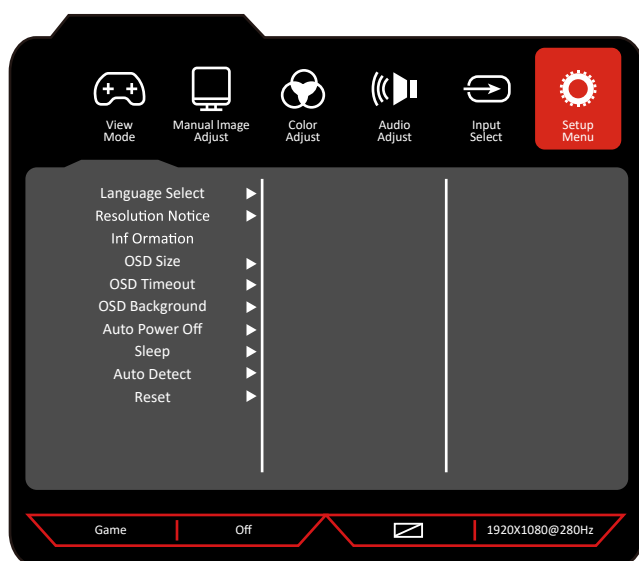 View
Mode
Manual Image
Adjust
Color
Adjust
Audio
Adjust
Input
Select
Setup
Menu
Language Select
Resolution Notice
Inf Ormation
OSD Size
OSD Timeout
OSD Background
Auto Power Off
Sleep
Auto Detect
Reset
Game
Off
1920X1080@280Hz